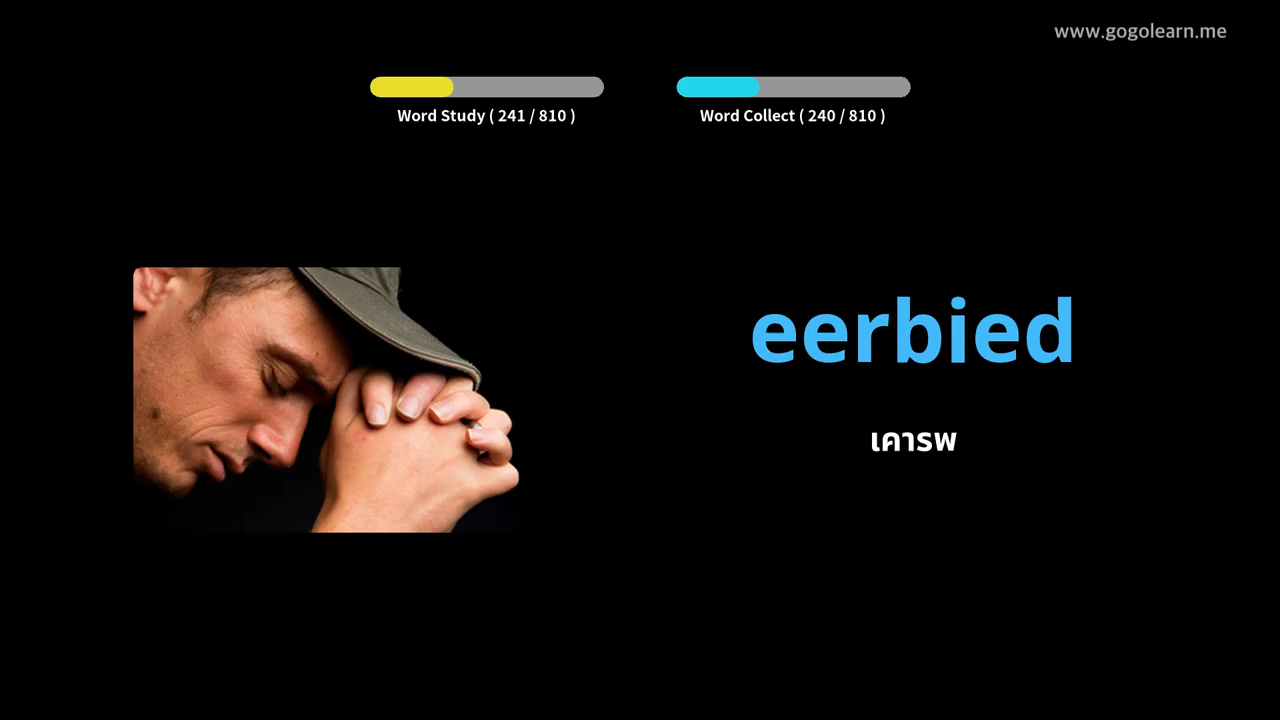 www.gogolearn.me
Word Study ( 241 / 810 )
Word Collect ( 240 / 810 )
eerbied
เคารพ